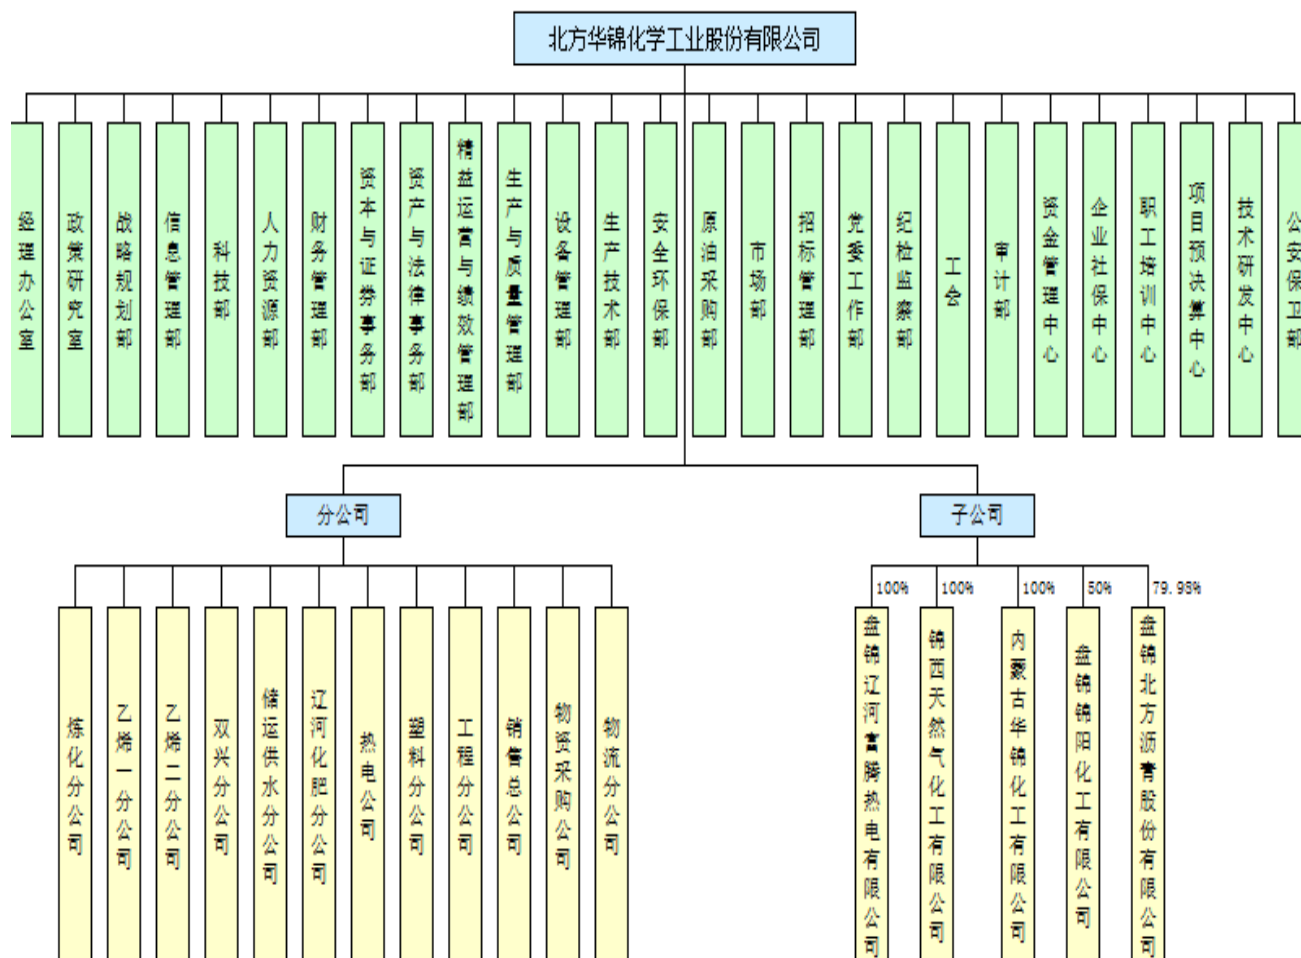 北方华锦化学工业股份有限公司
经理办公室
政策研究室
战略规划部
信息管理部
科技部
人力资源部
财务管理部
资本与证券事务部
资产与法律事务部
精益运营与绩效管理部
生产与质量管理部
设备管理部
生产技术部
安全环保部
原油采购部
市场部
招标管理部
党委工作部
纪检监察部
工会
审计部
资金管理中心
企业社保中心
职工培训中心
项目预决算中心
技术研发中心
公安保卫部
分公司
子公司
100%
100%
100%
50%
79.98%
炼化分公司
乙烯一分公司
乙烯二分公司
双兴分公司
储运供水分公司
辽河化肥分公司
热电公司
塑料分公司
工程分公司
销售总公司
物资采购公司
物流分公司
盘锦辽河富腾热电有限公司
锦西天然气化工有限公司
内蒙古华锦化工有限公司
盘锦锦阳化工有限公司
盘锦北方沥青股份有限公司